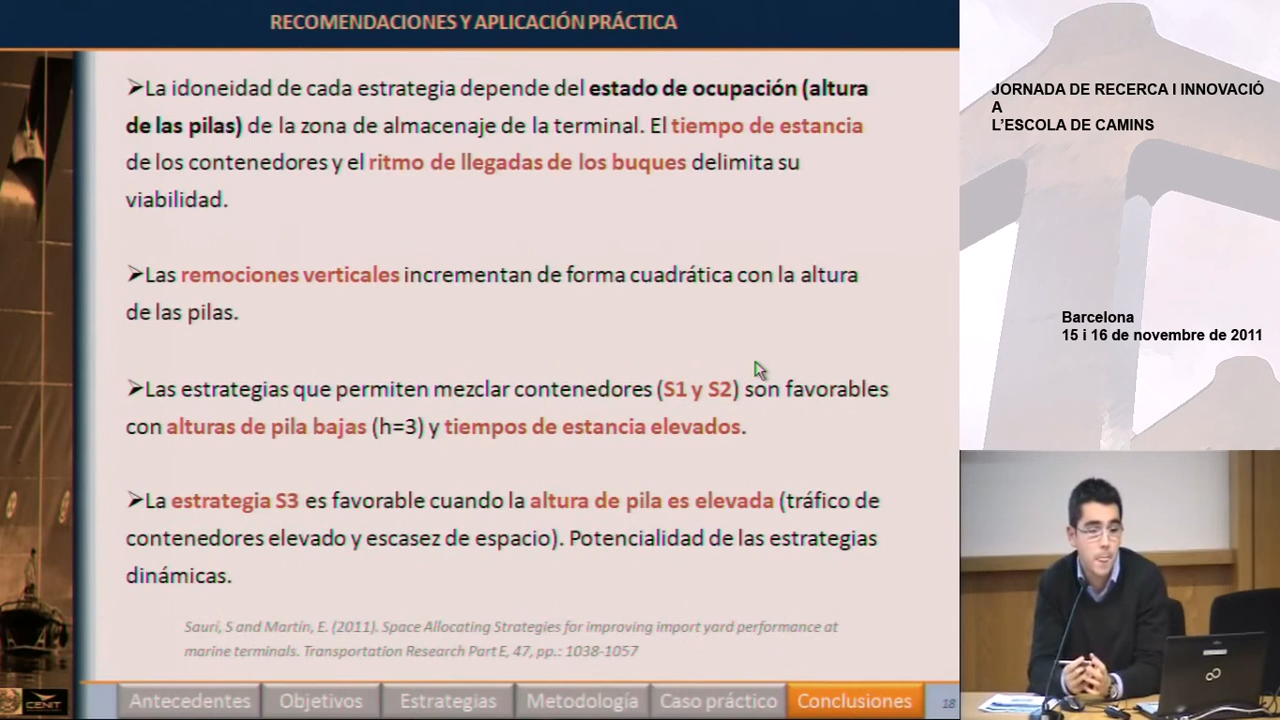 RECOMENDACIONES Y APLICACIÓN PRÁCTICA
➢La idoneidad de cada estrategia depende del estado de ocupación (altura
de las pilas) de la zona de almacenaje de la terminal. El tiempo de estancia
de los contenedores y el ritmo de llegadas de los buques delimita su
viabilidad.
➢Las remociones verticales incrementan de forma cuadrática con la altura
de las pilas.
➢Las estrategias que permiten mezclar contenedores (S1 y S2) son favorables
con alturas de pila bajas (h=3) y tiempos de estancia elevados.
➢La estrategia S3 es favorable cuando la altura de pila es elevada (tráfico de
contenedores elevado y escasez de espacio). Potencialidad de las estrategias
dinámicas.
Saurí, S and Martín, E. (2011). Space Allocating Strategies for improving import yard performance at
marine terminals. Transportation Research Part E, 47, pp.: 1038-1057
CENIT
Antecedentes
Objetivos
Estrategias
Metodología
Caso práctico
Conclusiones
18
JORNADA DE RECERCA I INNOVACIÓ
A
L'ESCOLA DE CAMINS
Barcelona
15 i 16 de novembre de 2011